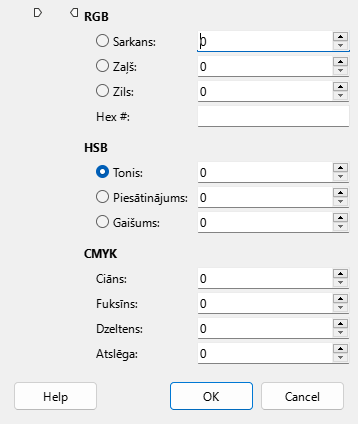 RGB
Sarkans: 0
Zaļš: 0
Zils: 0
Hex #:
HSB
Tonis: 0
Piesātinājums: 0
Gaišums: 0
CMYK
Ciāns: 0
Fuksīns: 0
Dzeltens: 0
Atslēga: 0
Help OK Cancel